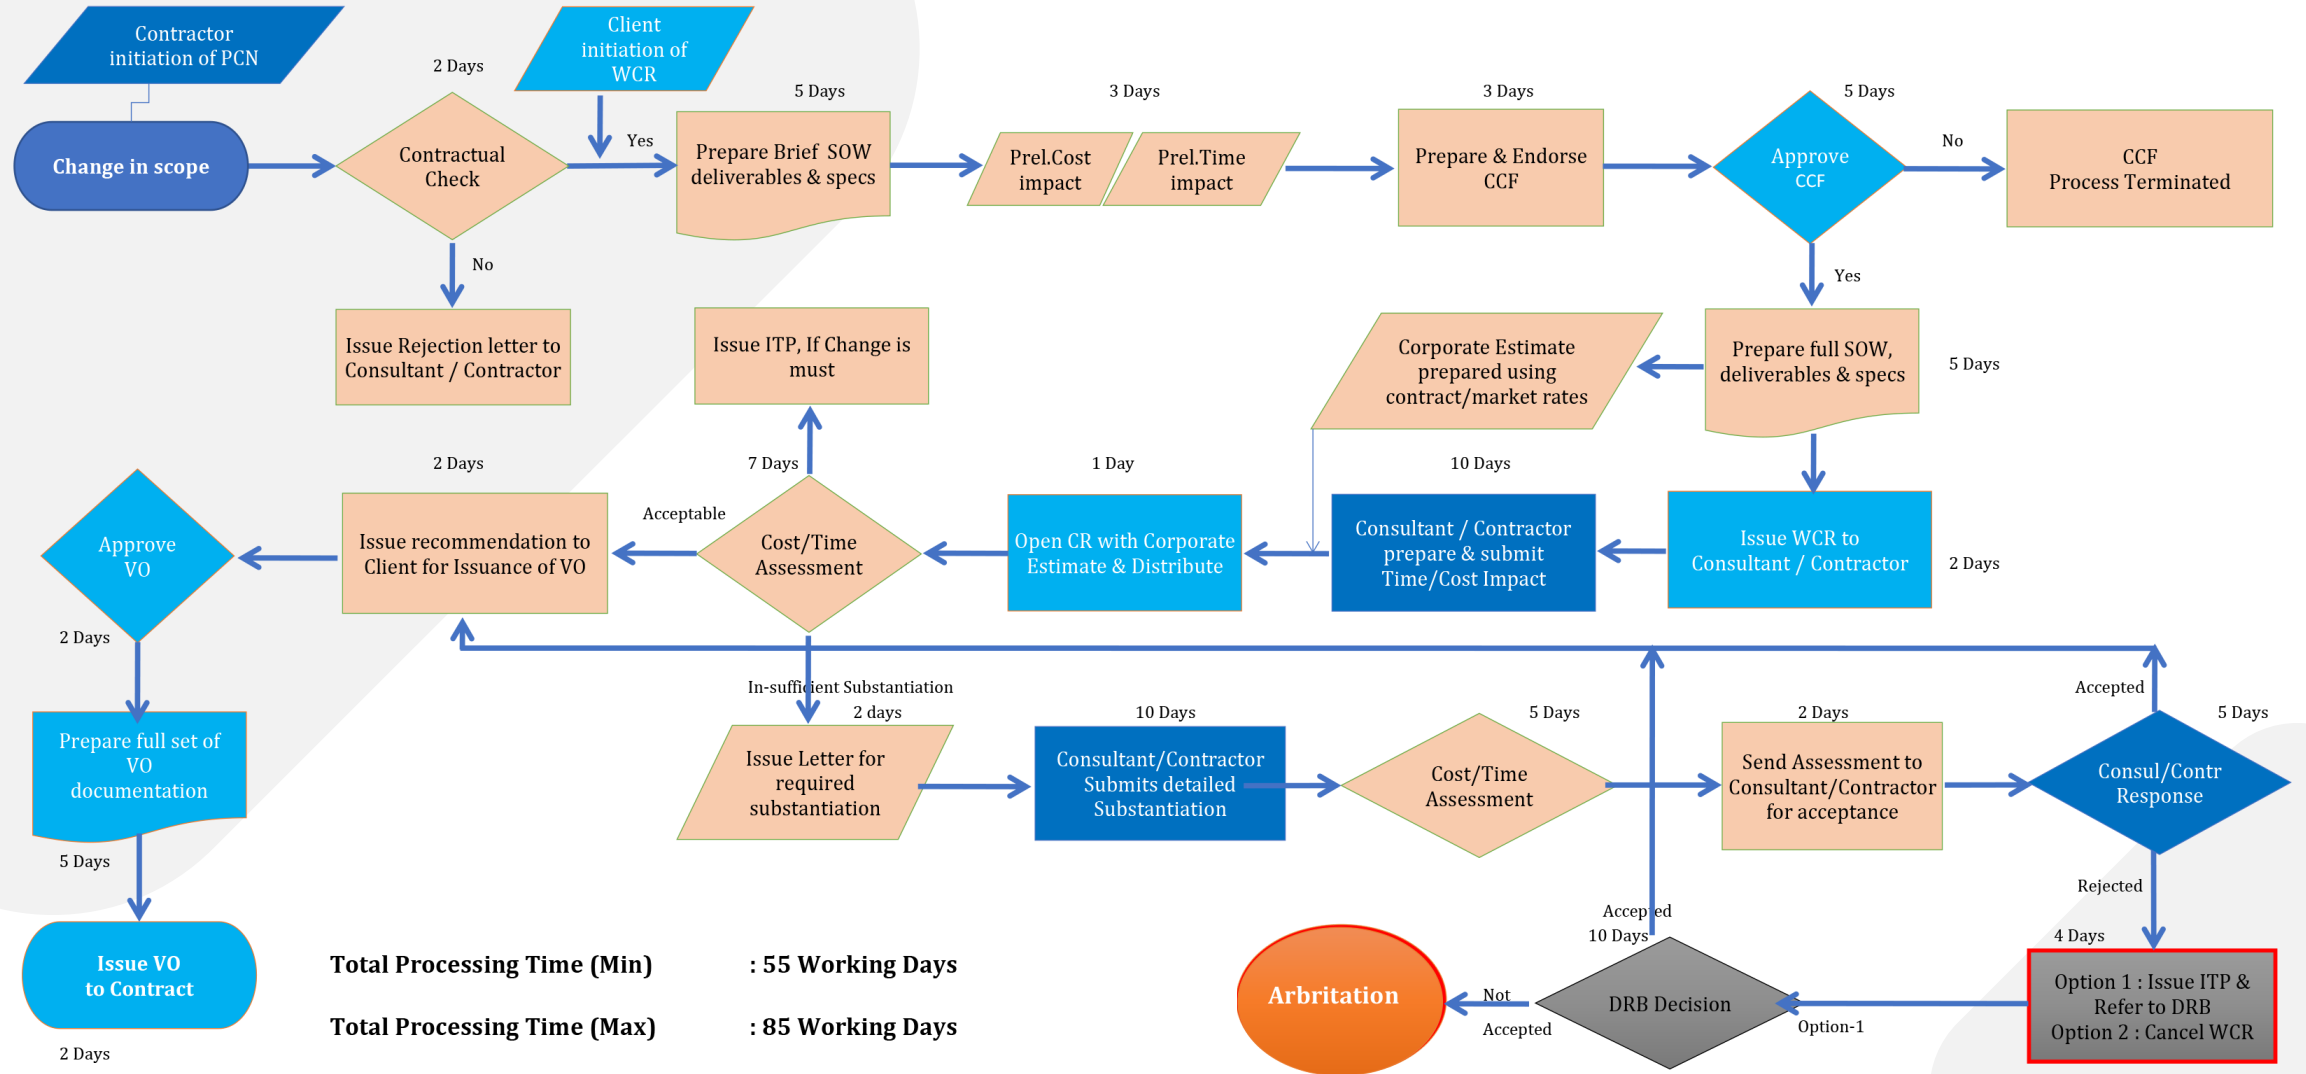 Contractor
initiation of PCN
Client
initiation of
WCR
2 Days
5 Days
3 Days
3 Days
5 Days
Change in scope
Contractual
Check
Yes
Prepare Brief SOW
deliverables & specs
Prel.Cost
impact
Prel.Time
impact
Prepare & Endorse
CCF
Approve
CCF
No
CCF
Process Terminated
No
Yes
Issue Rejection letter to
Consultant / Contractor
Issue ITP, If Change is
must
Corporate Estimate
prepared using
contract/market rates
Prepare full SOW,
deliverables & specs
5 Days
2 Days
7 Days
1 Day
10 Days
Approve
VO
Issue recommendation to
Client for Issuance of VO
Acceptable
Cost/Time
Assessment
Open CR with Corporate
Estimate & Distribute
Consultant / Contractor
prepare & submit
Time/Cost Impact
Issue WCR to
Consultant / Contractor
2 Days
2 Days
In-sufficient Substantiation
2 days
10 Days
5 Days
2 Days
Accepted
5 Days
Prepare full set of
VO
documentation
Issue Letter for
required
substantiation
Consultant/Contractor
Submits detailed
Substantiation
Cost/Time
Assessment
Send Assessment to
Consultant/Contractor
for acceptance
Consul/Contr
Response
5 Days
Rejected
Accepted
10 Days
4 Days
Issue VO
to Contract
2 Days
Total Processing Time (Min) : 55 Working Days
Total Processing Time (Max) : 85 Working Days
Arbritation
Not
Accepted
DRB Decision
Option-1
Option 1 : Issue ITP &
Refer to DRB
Option 2 : Cancel WCR